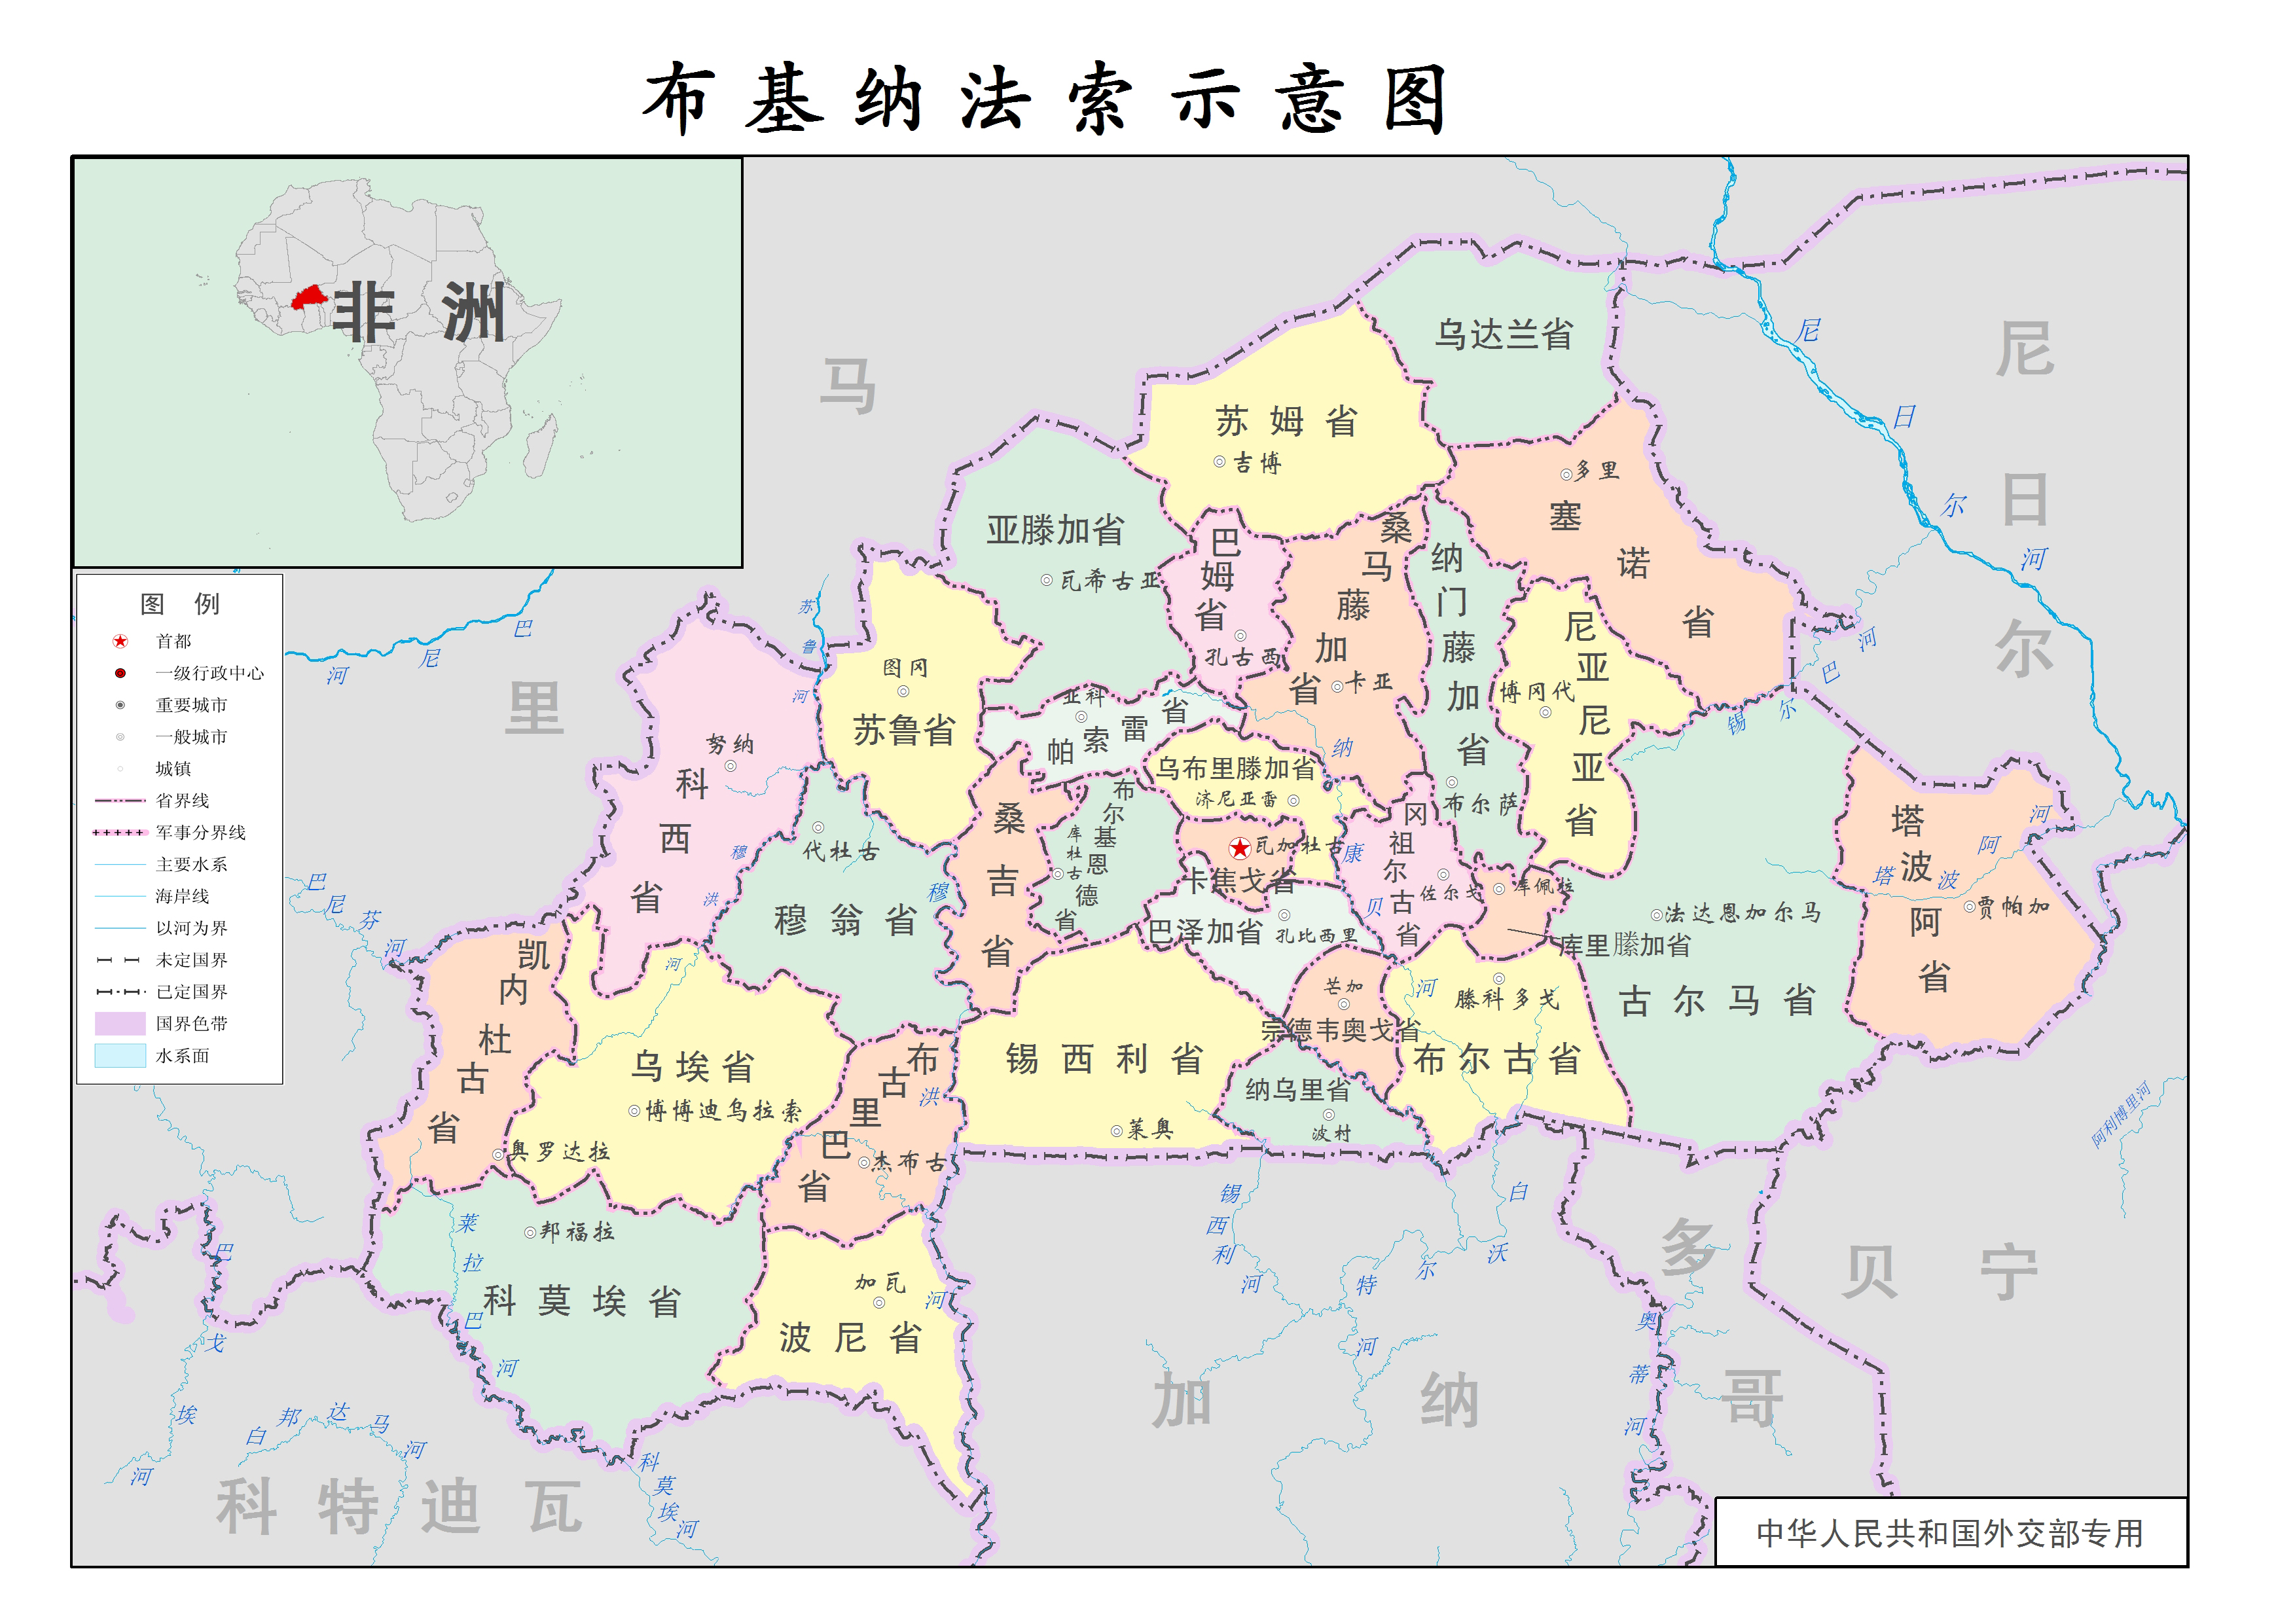 布基纳法索示意图
非洲
图 例
首都
一级行政中心
重要城市
一般城市
城镇
省界线
军事分界线
主要水系
海岸线
以河为界
未定国界
已定国界
国界色带
水系面
马里
尼日尔
科特迪瓦
加纳
多哥
贝宁
乌达兰省
苏姆省
吉博
多里
塞诺省
亚滕加省
瓦希古亚
巴姆省
孔古西
桑马藤加省
卡亚
纳门藤加省
布尔萨
尼亚尼亚省
博冈代
图冈
苏鲁省
亚科
帕索雷省
努纳
科西省
代杜古
穆翁省
桑吉省
布尔基恩德省
库杜古
乌布里滕加省
济尼亚雷
瓦加杜古
卡焦戈省
冈祖尔古省
佐尔戈
库佩拉
库里滕加省
法达恩加尔马
古尔马省
塔波阿省
贾帕加
巴泽加省
孔比西里
芒加
宗德韦奥戈省
滕科多戈
布尔古省
锡西利省
莱奥
纳乌里省
波村
凯内杜古省
奥罗达拉
乌埃省
博博迪乌拉索
布古里巴省
杰布古
邦福拉
科莫埃省
加瓦
波尼省
尼日尔河
锡尔巴河
塔波阿河
阿利博里河
苏鲁河
巴尼河
巴尼芬河
穆洪河
穆洪河
纳康贝河
莱拉巴河
巴戈埃河
白邦达马河
科莫埃河
锡西利河
白沃尔特河
奥蒂河
中华人民共和国外交部专用